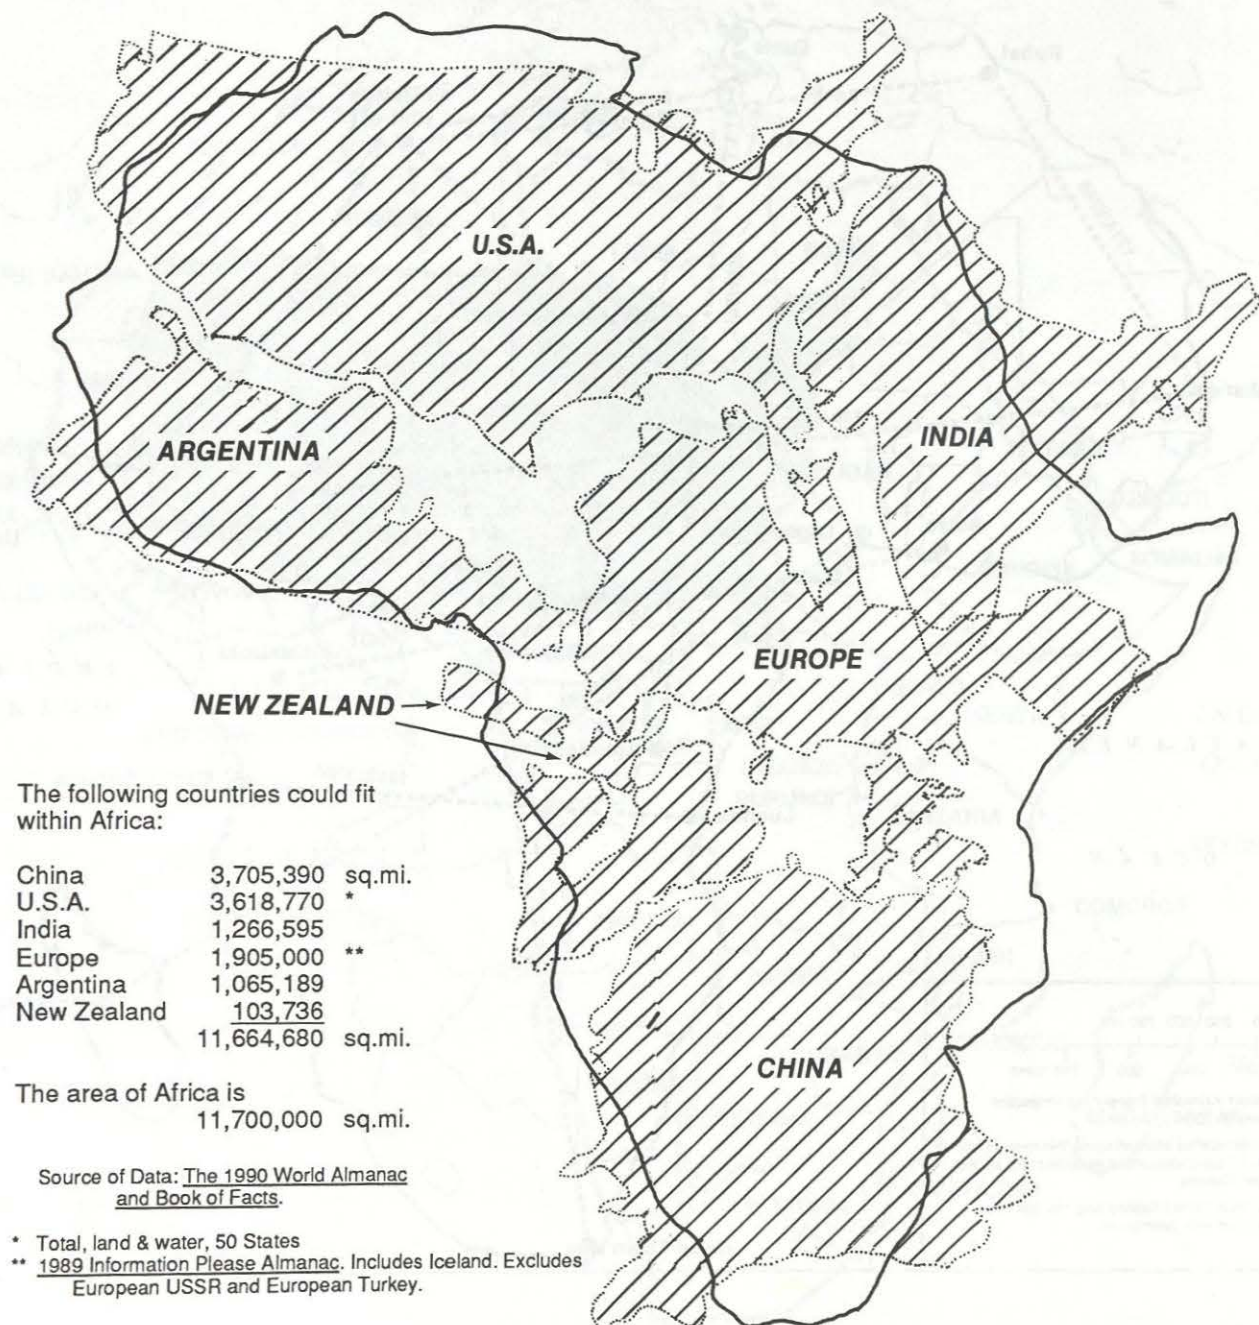 U.S.A.
INDIA
ARGENTINA
EUROPE
NEW ZEALAND
The following countries could fit
within Africa:
China 3,705,390 sq.mi.
U.S.A. 3,618,770 *
India 1,266,595
Europe 1,905,000 **
Argentina 1,065,189
New Zealand 103,736
11,664,680 sq.mi.
CHINA
The area of Africa is
11,700,000 sq.mi.
Source of Data: The 1990 World Almanac
and Book of Facts.
* Total, land & water, 50 States
** 1989 Information Please Almanac. Includes Iceland. Excludes
European USSR and European Turkey.